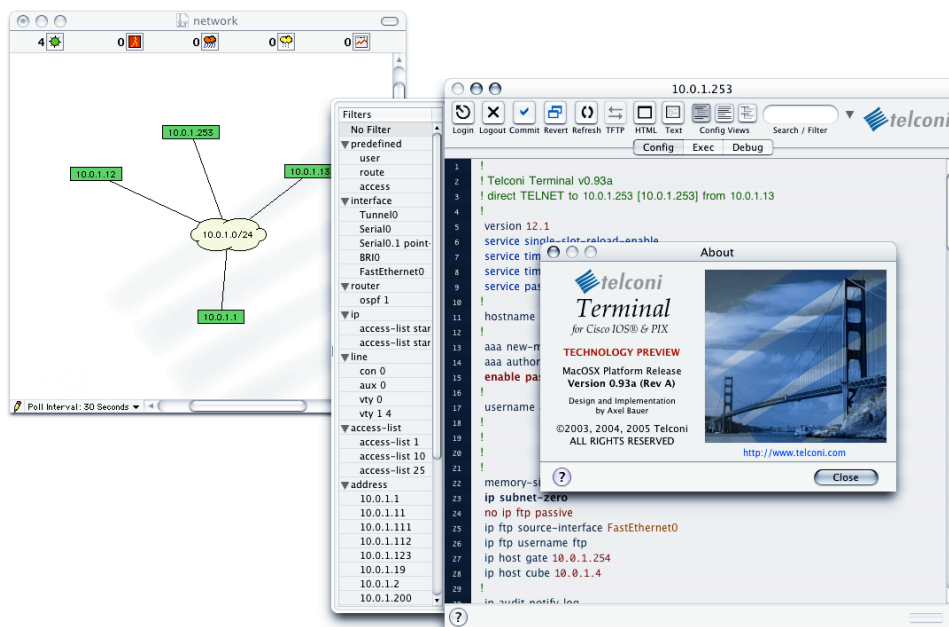 network
4
0
0
0
0
10.0.1.253
10.0.1.12
10.0.1.13
10.0.1.0/24
10.0.1.1
Poll Interval: 30 Seconds
Filters
No Filter
predefined
user
route
access
interface
Tunnel0
Serial0
Serial0.1 point-
BRI0
FastEthernet0
router
ospf 1
ip
access-list star
access-list star
line
con 0
aux 0
vty 0
vty 1 4
access-list
access-list 1
access-list 10
access-list 25
address
10.0.1.1
10.0.1.11
10.0.1.111
10.0.1.112
10.0.1.123
10.0.1.19
10.0.1.2
10.0.1.200
10.0.1.253
Login Logout Commit Revert Refresh TFTP HTML Text Config Views Search / Filter
telconi
Config Exec Debug
1 !
2 ! Telconi Terminal v0.93a
3 ! direct TELNET to 10.0.1.253 [10.0.1.253] from 10.0.1.13
4 !
5 version 12.1
6 service single-slot-reload-enable
7 service tim
8 service tim
9 service pas
10 !
11 hostname
12 !
13 aaa new-m
14 aaa author
15 enable pas
16 !
17 username
18 !
19 !
20 !
21 !
22 memory-si
23 ip subnet-zero
24 no ip ftp passive
25 ip ftp source-interface FastEthernet0
26 ip ftp username ftp
27 ip host gate 10.0.1.254
28 ip host cube 10.0.1.4
29 !
ip audit notify log
?
About
telconi
Terminal
for Cisco IOS® & PIX
TECHNOLOGY PREVIEW
MacOSX Platform Release
Version 0.93a (Rev A)
Design and Implementation
by Axel Bauer
©2003, 2004, 2005 Telconi
ALL RIGHTS RESERVED
http://www.telconi.com
?
Close